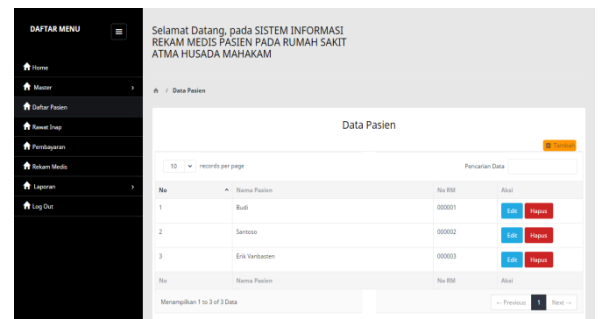 DAFTAR MENU
Selamat Datang, pada SISTEM INFORMASI
REKAM MEDIS PASIEN PADA RUMAH SAKIT
ATMA HUSADA MAHAKAM
Home
Master
Daftar Pasien
Rawat Inap
Pembayaran
Rekam Medis
Laporan
Log Out
/ Data Pasien
Data Pasien
Tambah
10 records per page
Pencarian Data
No Nama Pasien No RM Aksi
1 Budi 000001 Edit Hapus
2 Santoso 000002 Edit Hapus
3 Erik Vanbasten 000003 Edit Hapus
No Nama Pasien No RM Aksi
Menampilkan 1 to 3 of 3 Data
← Previous 1 Next →